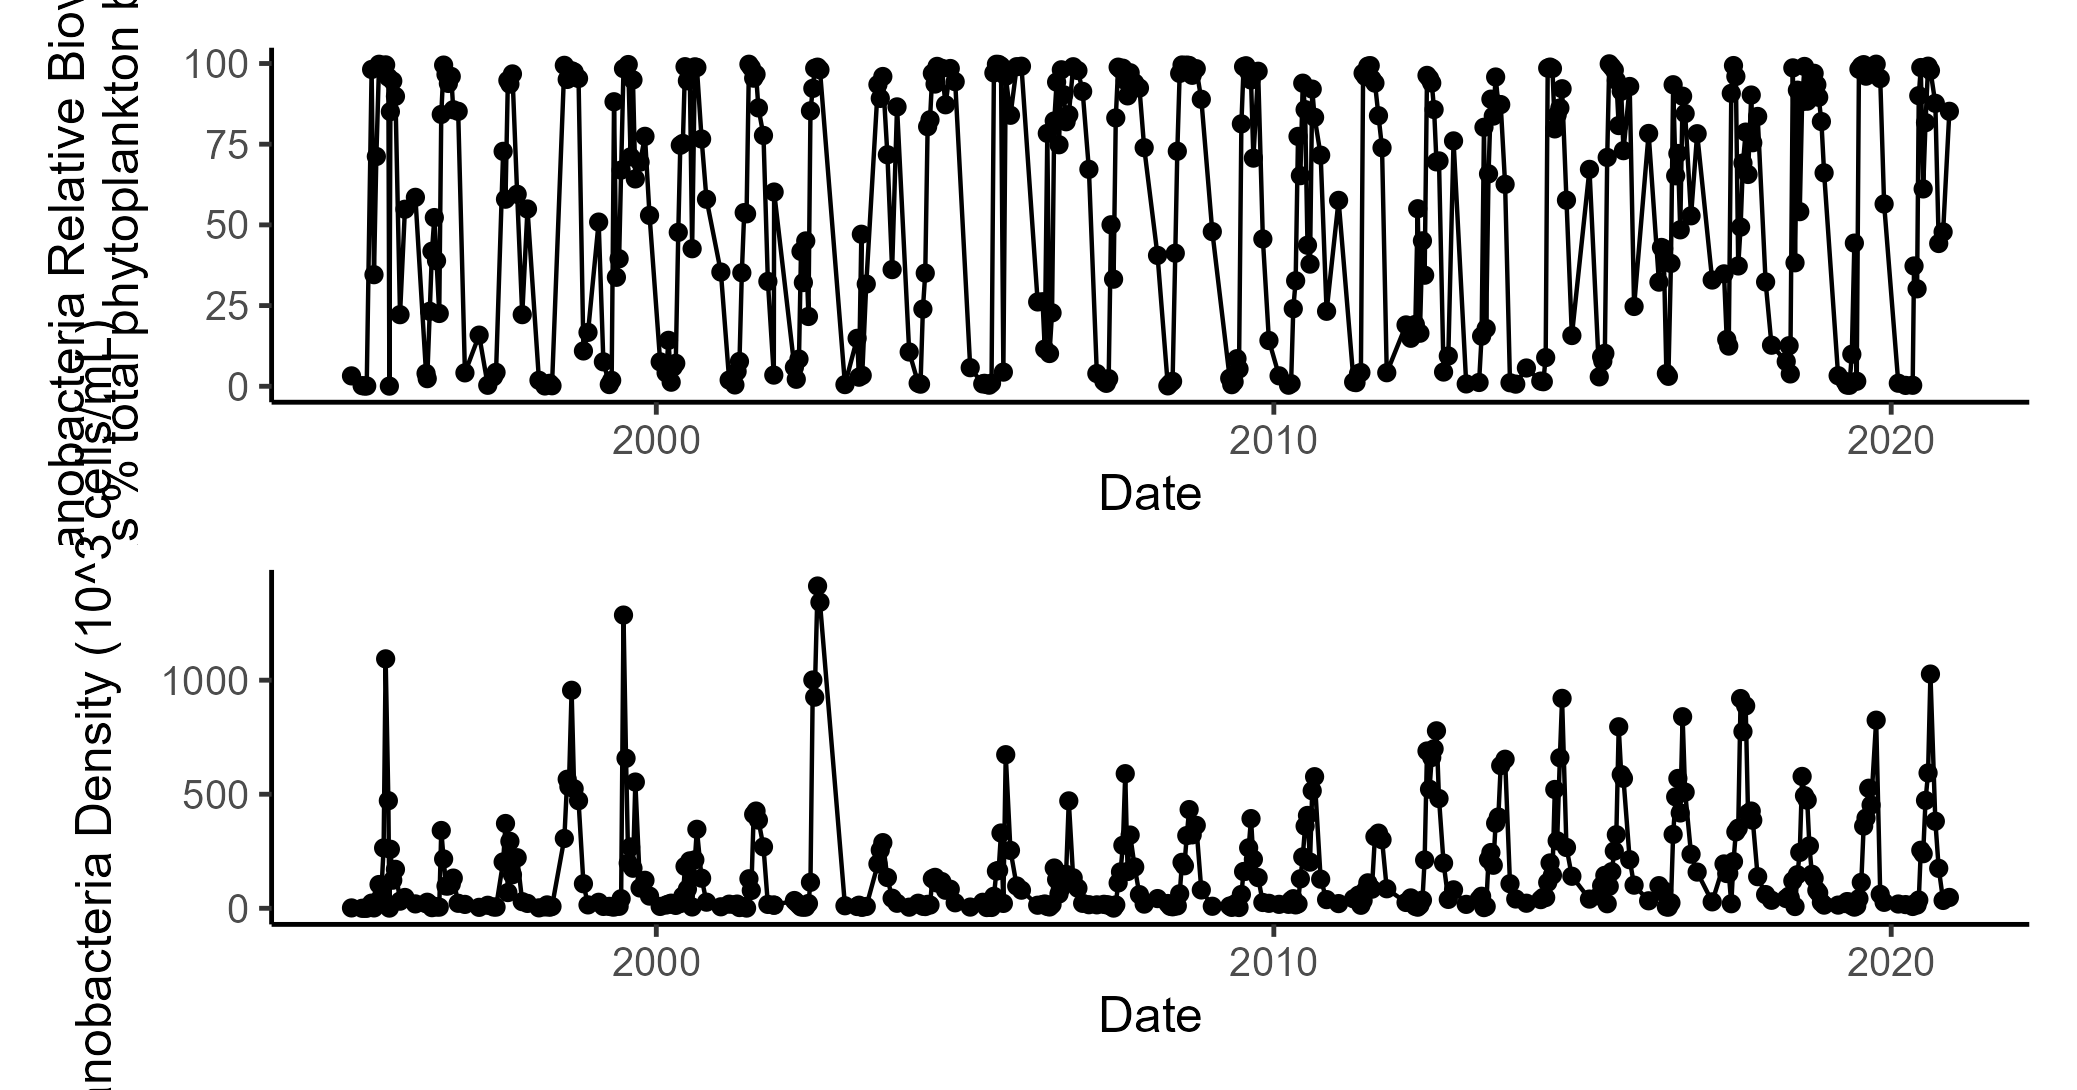 anobacteria Relative Biov
s % total phytoplankton b
100
75
50
25
0
2000 2010 2020
Date
anobacteria Density (10^3 cells/mL)
1000
500
0
2000 2010 2020
Date